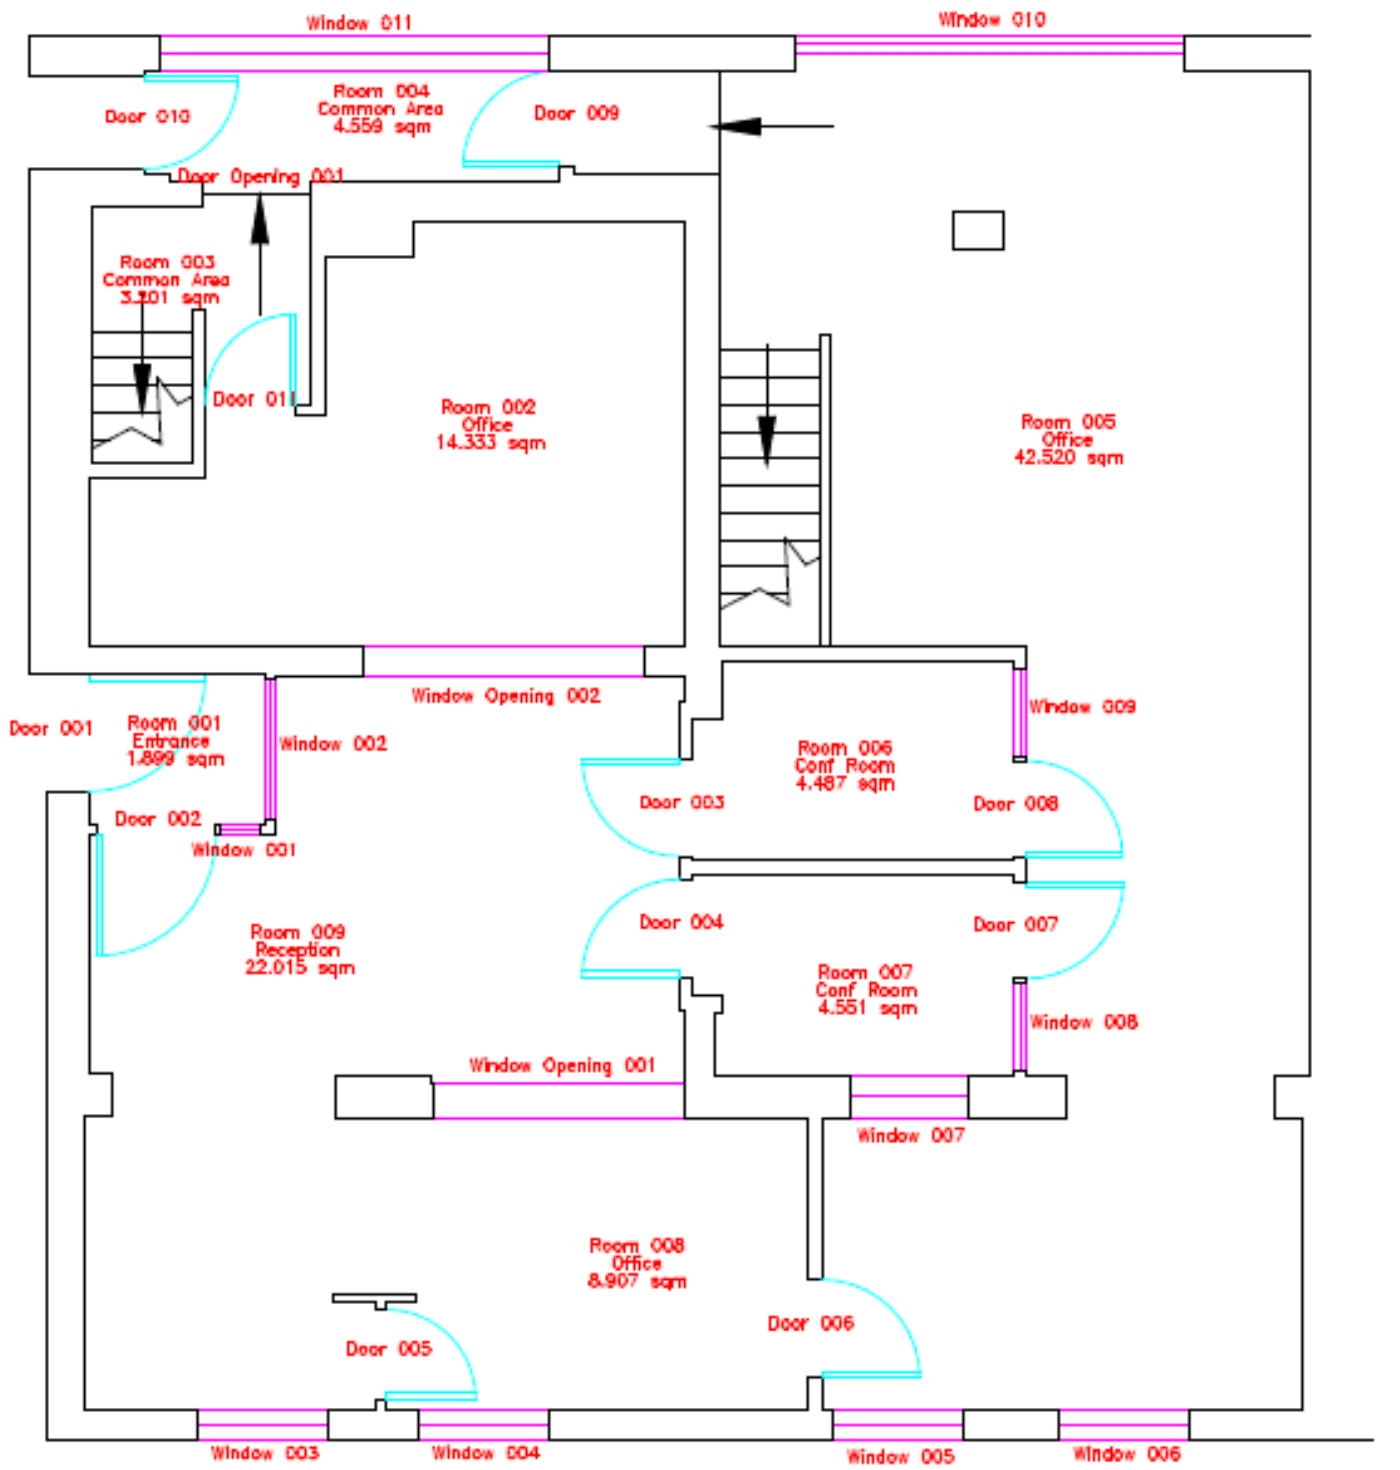 Window 011
Window 010
Room 004
Common Area
4.559 sqm
Door 010
Door 009
Door Opening 001
Room 003
Common Area
3.201 sqm
Door 011
Room 002
Office
14.333 sqm
Room 005
Office
42.520 sqm
Window Opening 002
Door 001
Room 001
Entrance
1.899 sqm
Window 002
Window 009
Room 006
Conf Room
4.487 sqm
Door 003
Door 008
Door 002
Window 001
Door 004
Door 007
Room 009
Reception
22.015 sqm
Room 007
Conf Room
4.551 sqm
Window 008
Window Opening 001
Window 007
Room 008
Office
8.907 sqm
Door 006
Door 005
Window 003
Window 004
Window 005
Window 006